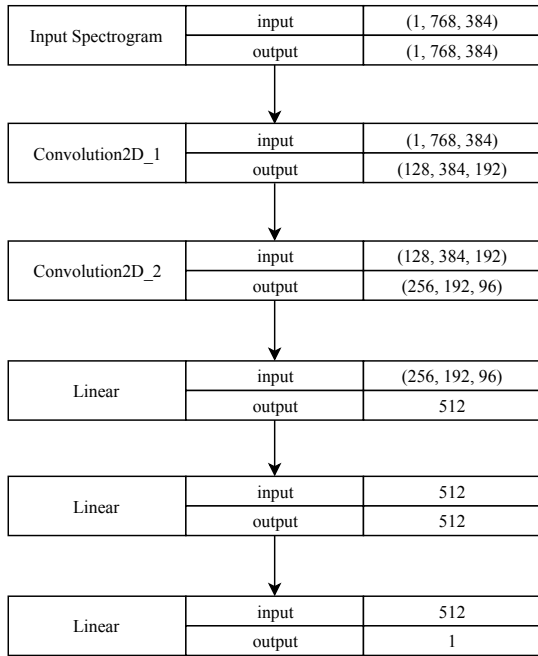 Input Spectrogram
input
(1, 768, 384)
output
(1, 768, 384)
Convolution2D_1
input
(1, 768, 384)
output
(128, 384, 192)
Convolution2D_2
input
(128, 384, 192)
output
(256, 192, 96)
Linear
input
(256, 192, 96)
output
512
Linear
input
512
output
512
Linear
input
512
output
1